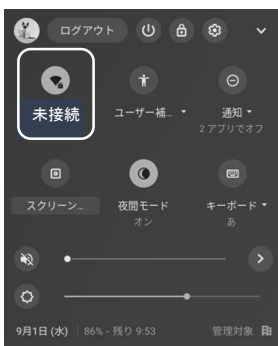 ログアウト
未接続
ユーザー補...
通知
2 アプリでオフ
スクリーン...
夜間モード
オン
キーボード
あ
9月1日 (水) 86% - 残り 9:53 管理対象